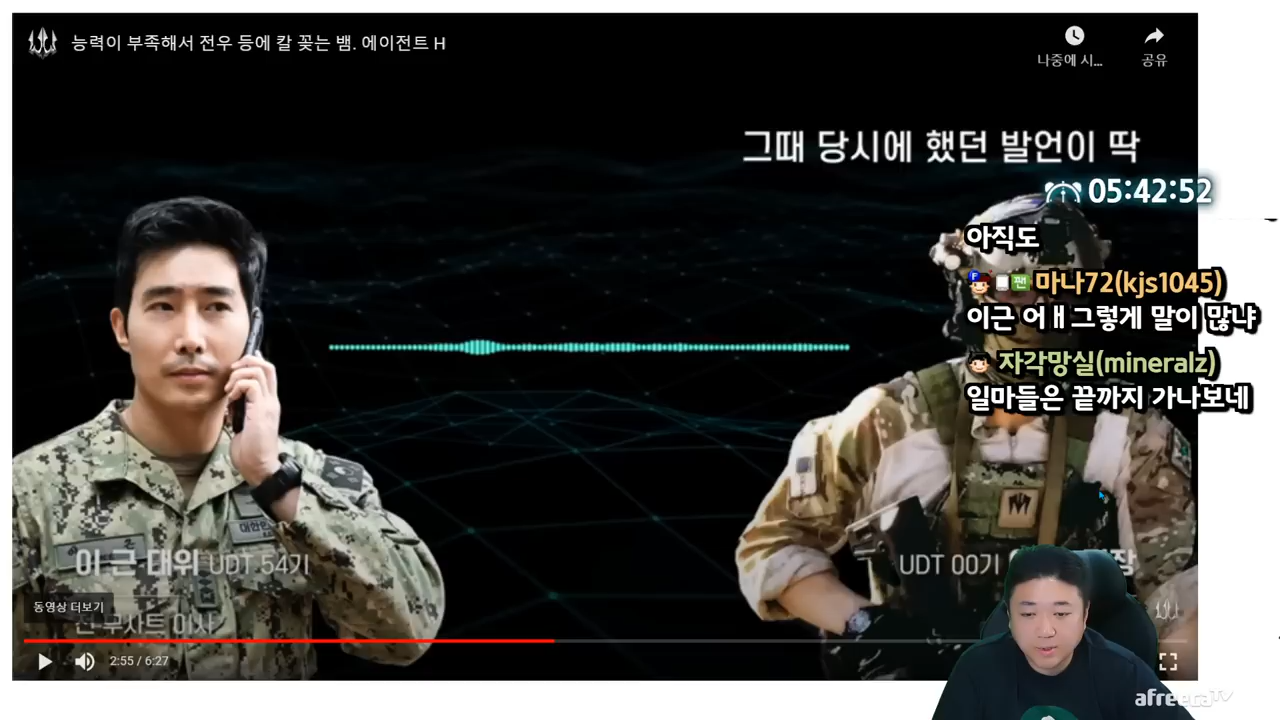 능력이 부족해서 전우 등에 칼 꽂는 뱀. 에이전트 H
나중에 시...
공유
그때 당시에 했던 발언이 딱
05:42:52
아직도
마나72(kjs1045)
이근 어ㅐ그렇게 말이 많냐
자각망실(mineralz)
일마들은 끝까지 가나보네
이 근 대위 UDT 54기
UDT 00기
동영상 더보기
2:55 / 6:27
afreecaTV